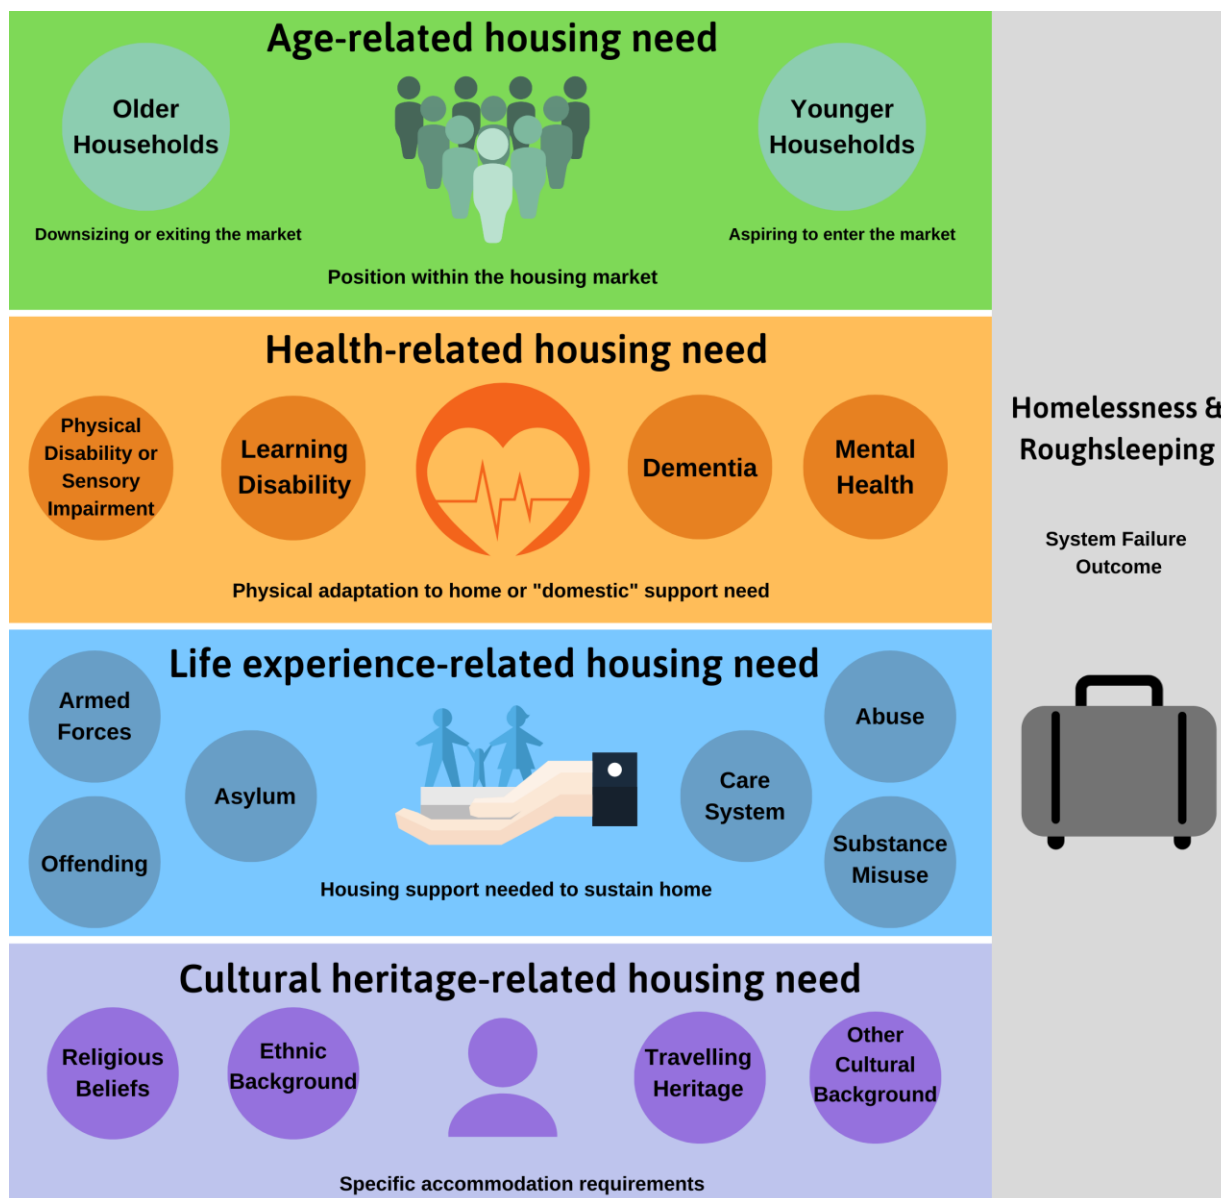 Age-related housing need
Older
Households
Younger
Households
Downsizing or exiting the market
Aspiring to enter the market
Position within the housing market
Health-related housing need
Physical
Disability or
Sensory
Impairment
Learning
Disability
Dementia
Mental
Health
Physical adaptation to home or "domestic" support need
Life experience-related housing need
Armed
Forces
Offending
Asylum
Care
System
Abuse
Substance
Misuse
Housing support needed to sustain home
Cultural heritage-related housing need
Religious
Beliefs
Ethnic
Background
Travelling
Heritage
Other
Cultural
Background
Specific accommodation requirements
Homelessness &
Roughsleeping
System Failure
Outcome